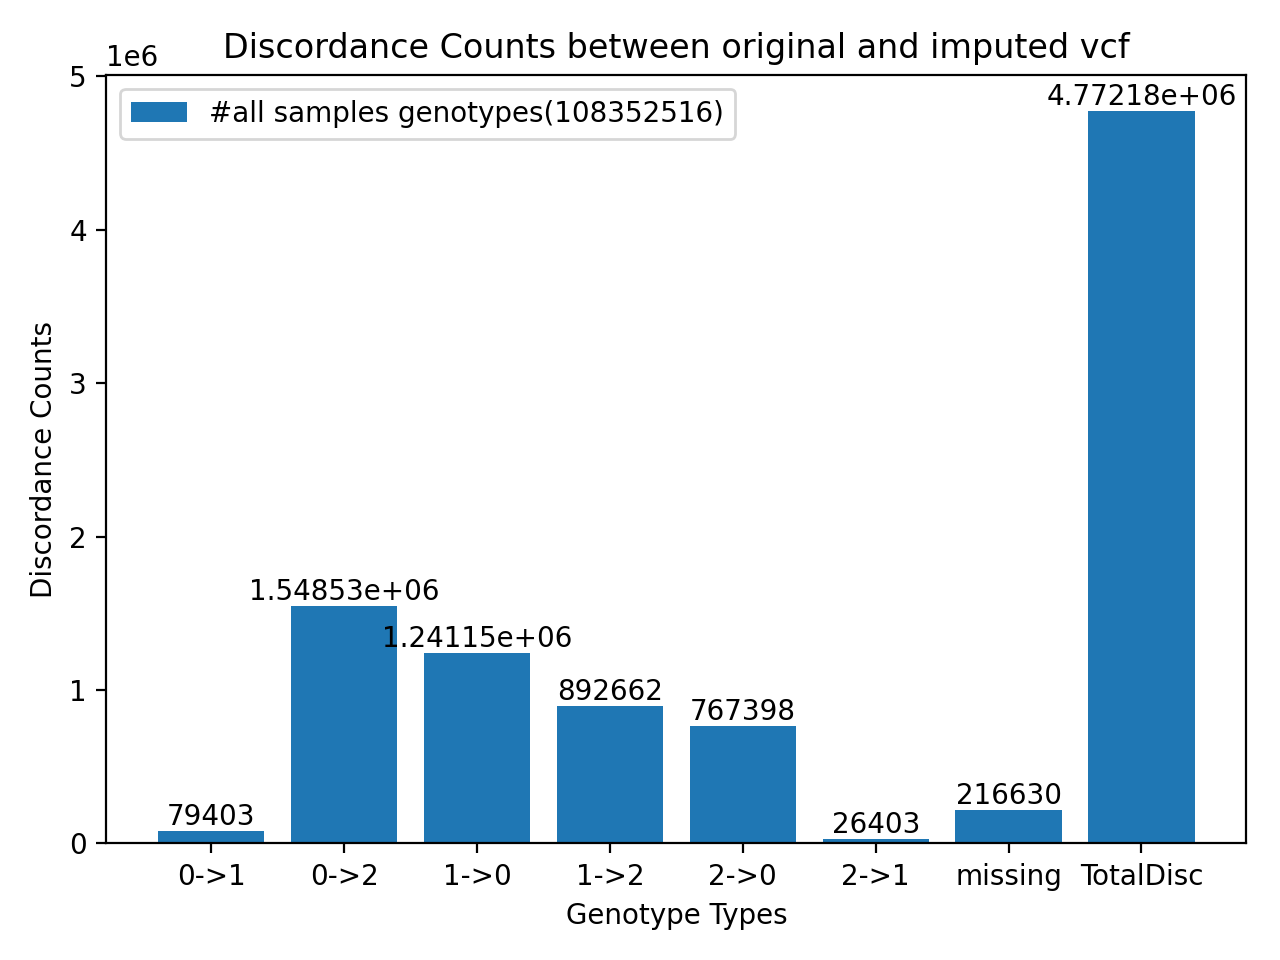 Discordance Counts between original and imputed vcf
1e6
#all samples genotypes(108352516)
5
4
3
2
1
0
Discordance Counts
79403
1.54853e+06
1.24115e+06
892662
767398
26403
216630
4.77218e+06
0->1 0->2 1->0 1->2 2->0 2->1 missing TotalDisc
Genotype Types